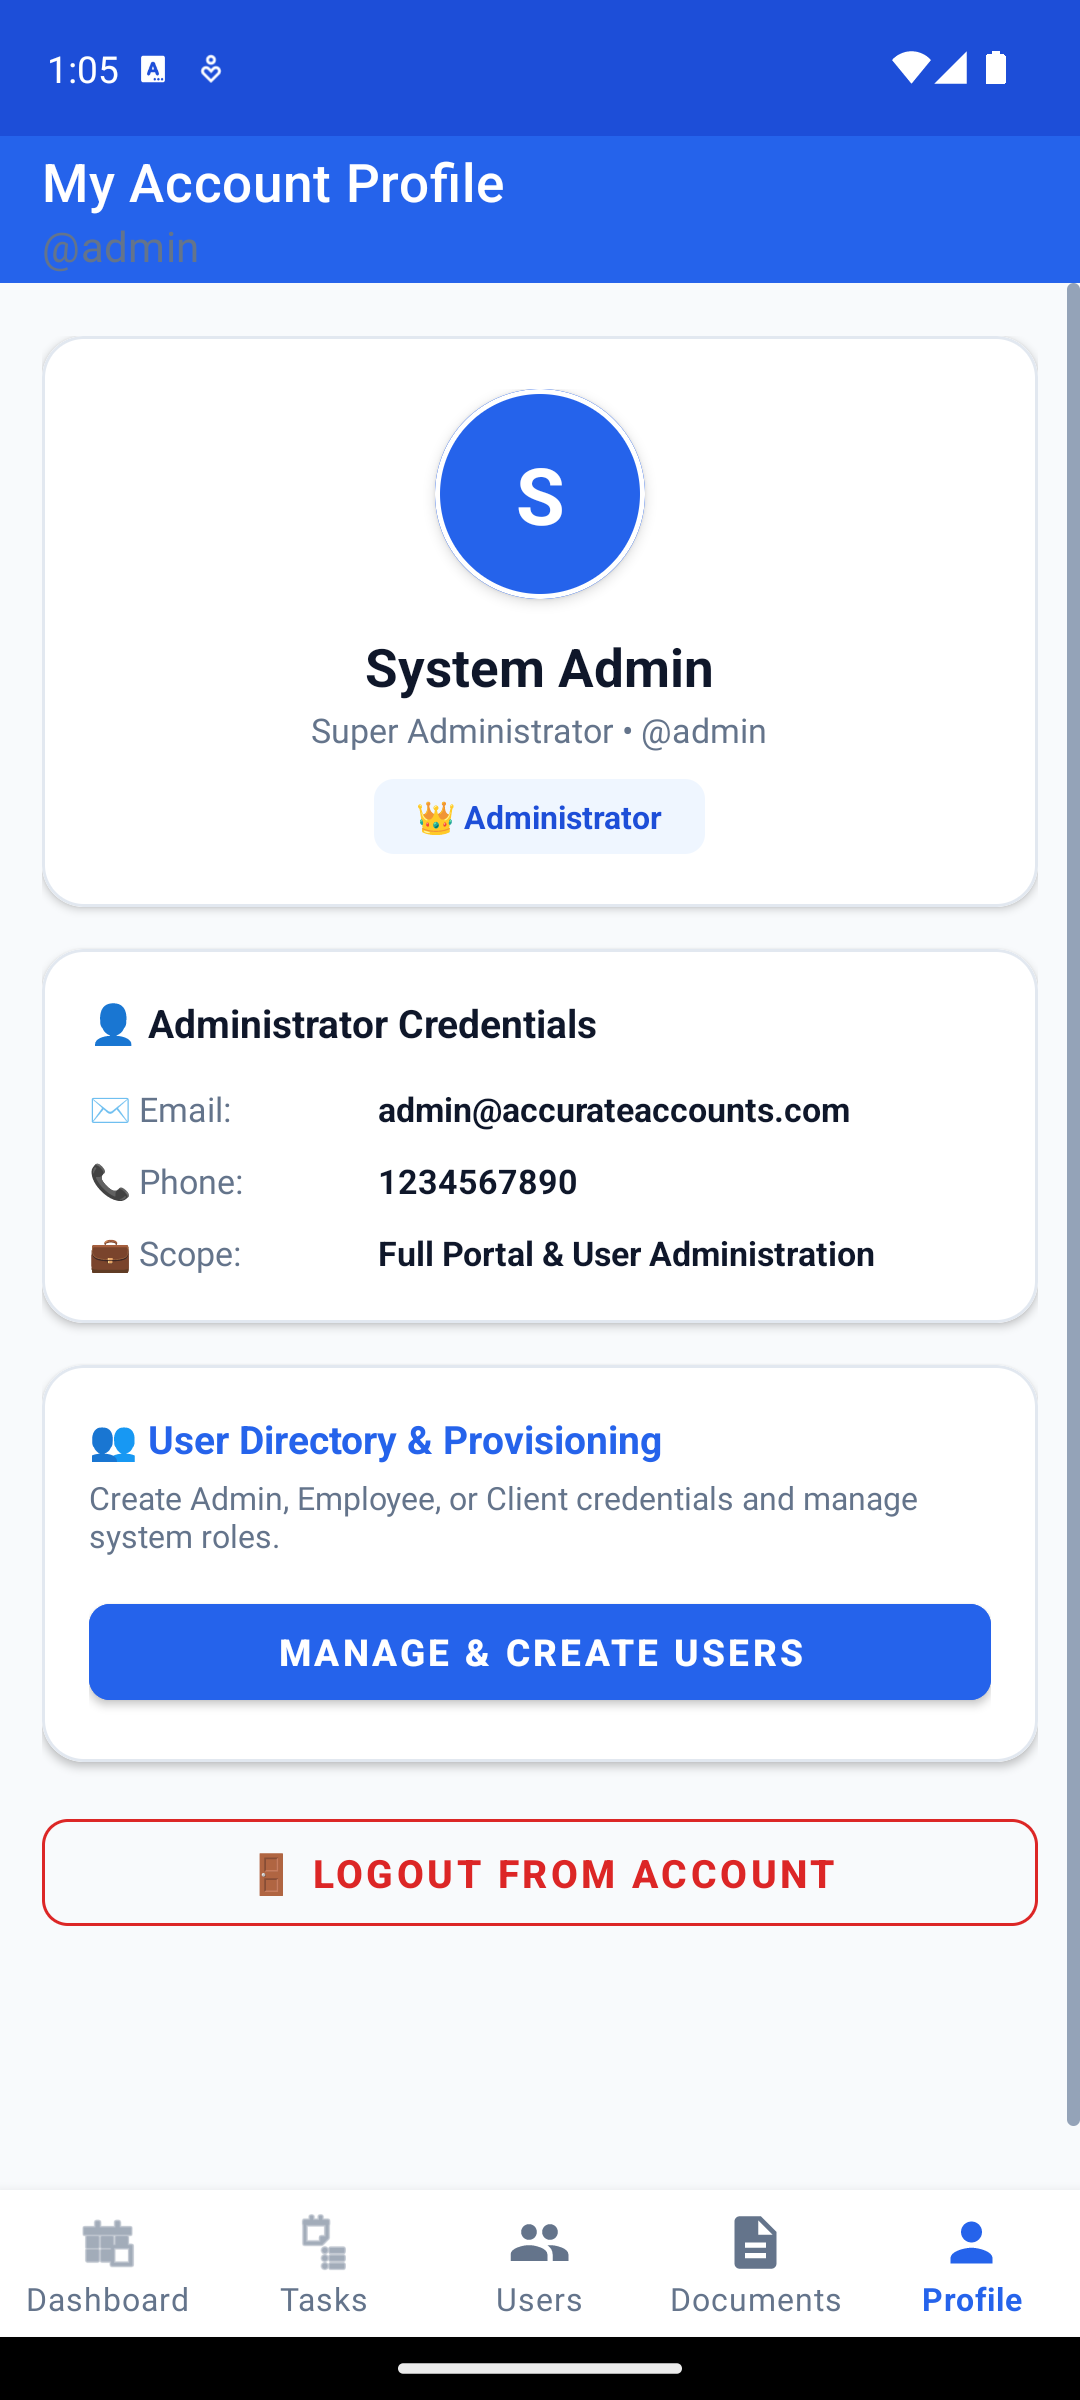 1:05
My Account Profile
@admin
S
System Admin
Super Administrator • @admin
👑 Administrator
👤 Administrator Credentials
✉️ Email: admin@accurateaccounts.com
📞 Phone: 1234567890
💼 Scope: Full Portal & User Administration
👥 User Directory & Provisioning
Create Admin, Employee, or Client credentials and manage
system roles.
MANAGE & CREATE USERS
🚪 LOGOUT FROM ACCOUNT
Dashboard Tasks Users Documents Profile